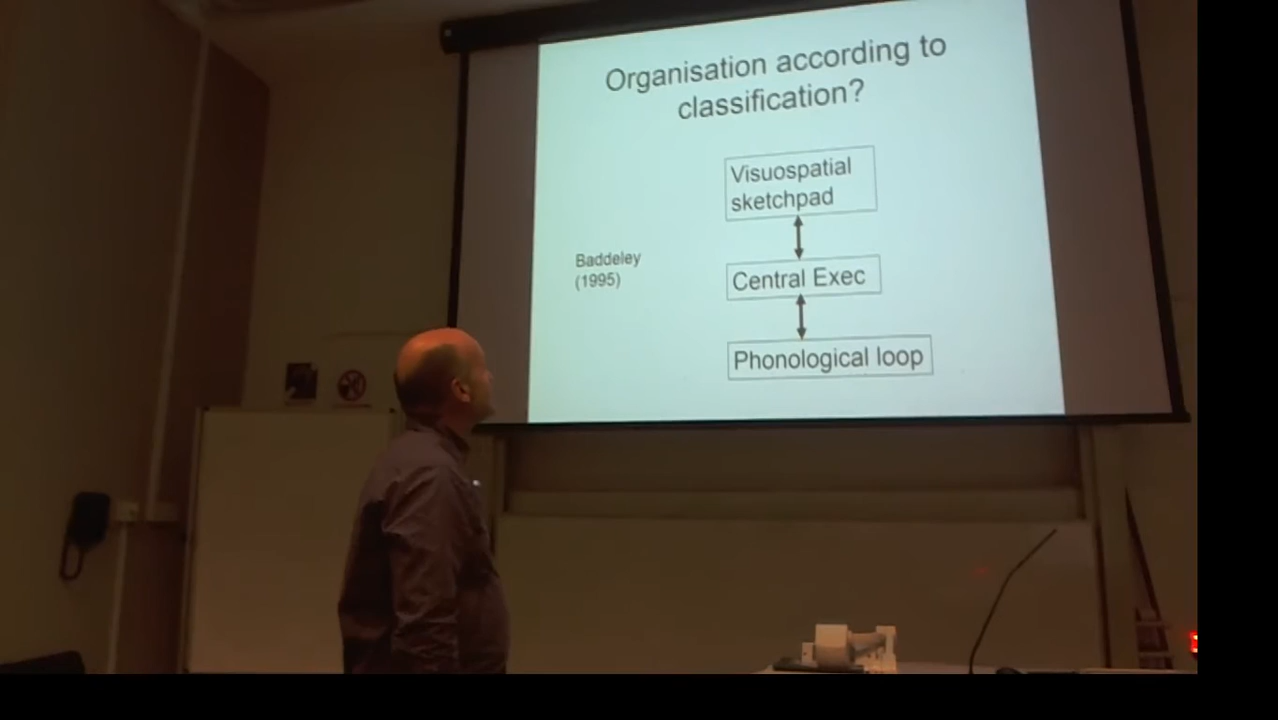 Organisation according to
classification?
Visuospatial
sketchpad
Baddeley
(1995)
Central Exec
Phonological loop